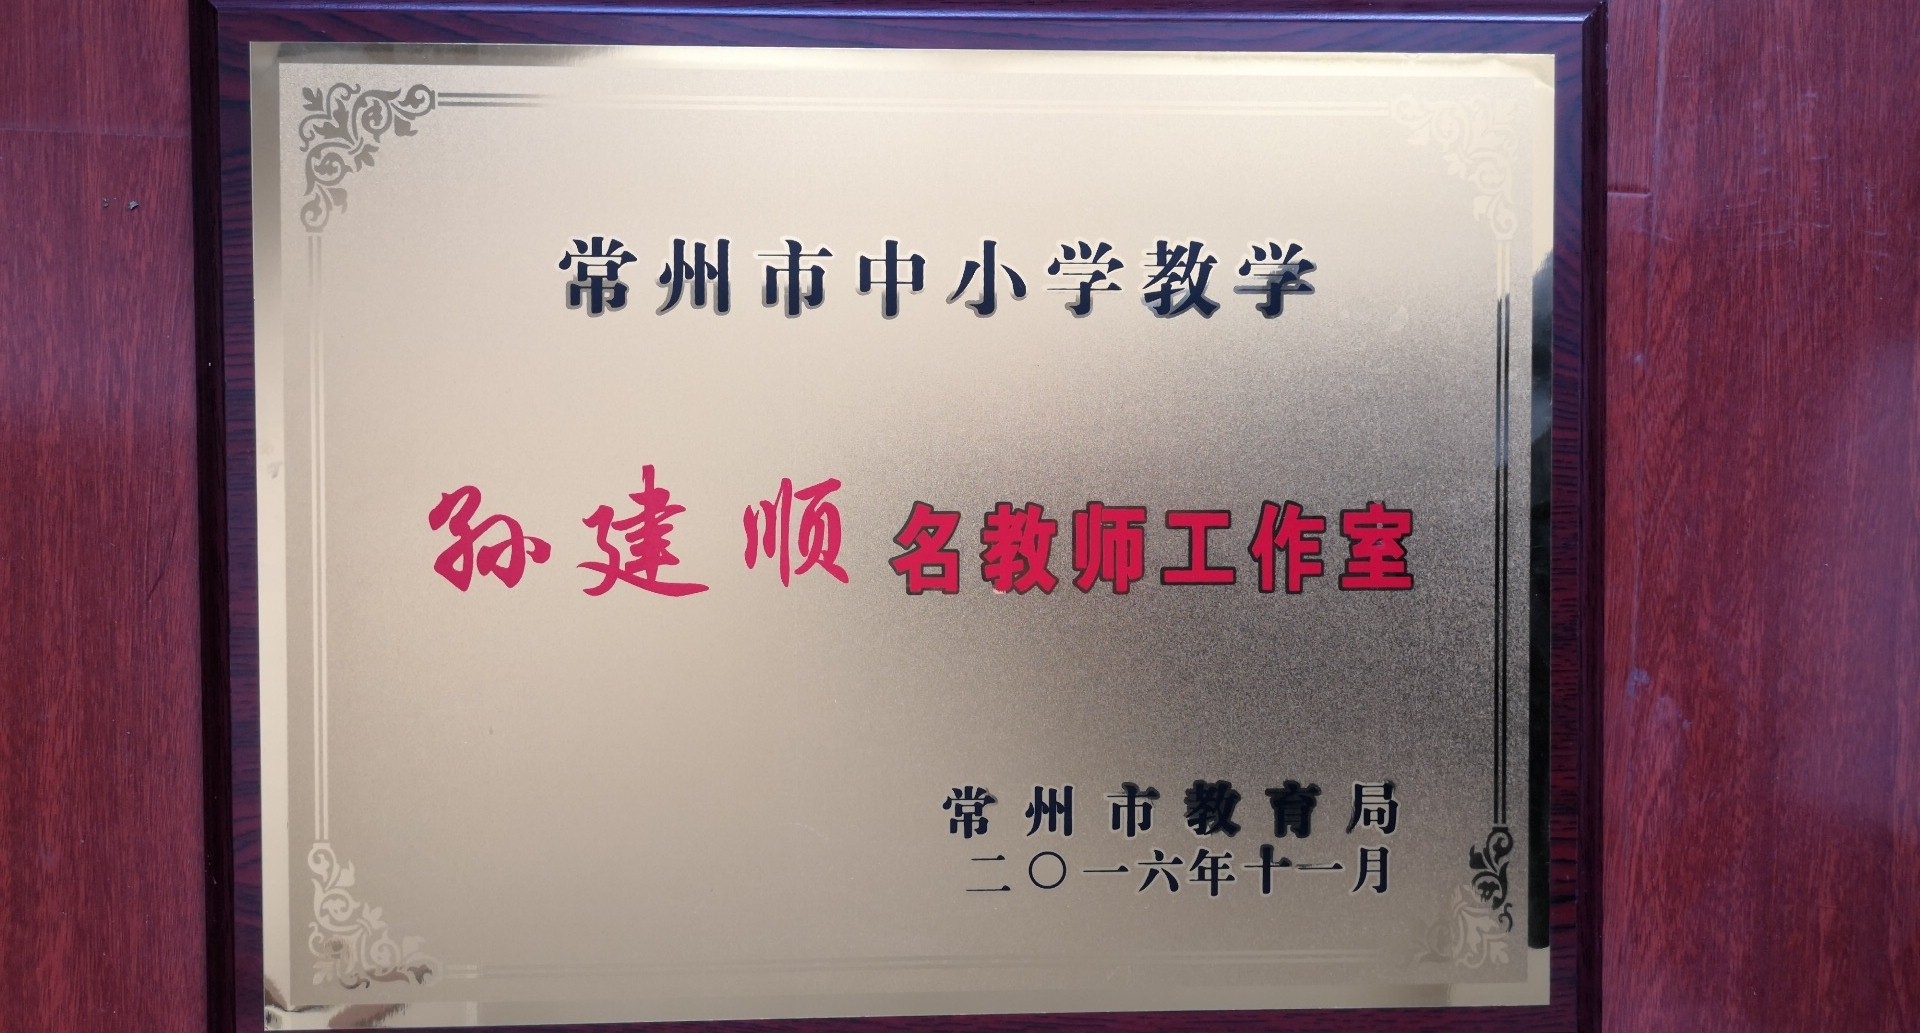 常州市中小学教学
孙建顺名教师工作室
常州市教育局
二〇一六年十一月